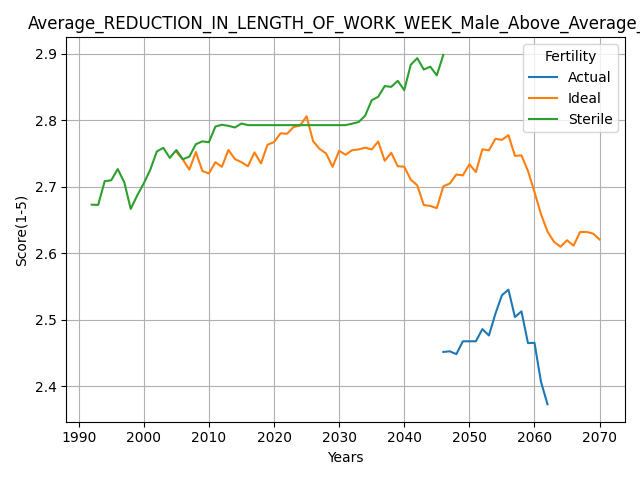 Average_REDUCTION_IN_LENGTH_OF_WORK_WEEK_Male_Above_Average_
Fertility
Actual
Ideal
Sterile
Score(1-5)
2.9
2.8
2.7
2.6
2.5
2.4
1990 2000 2010 2020 2030 2040 2050 2060 2070
Years